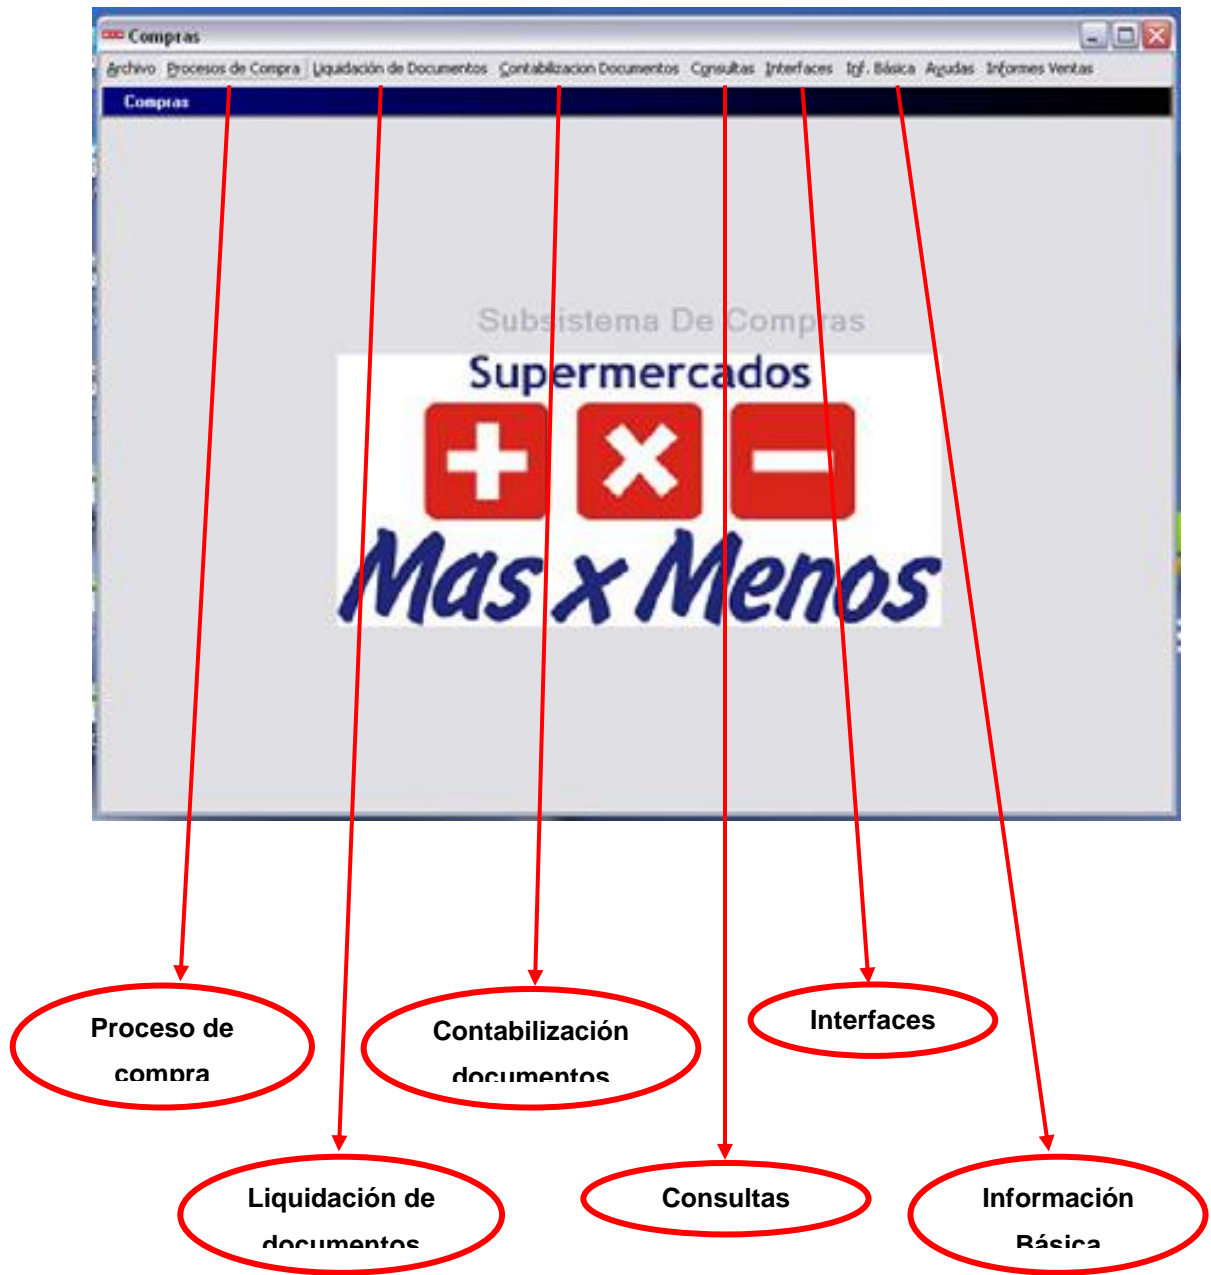 Compras
Archivo Procesos de Compra Liquidación de Documentos Contabilizacion Documentos Consultas Interfaces Inf. Básica Ayudas Informes Ventas
Compras
Subsistema De Compras
Supermercados
Mas x Menos
Proceso de
compra
Contabilización
documentos
Interfaces
Liquidación de
documentos
Consultas
Información
Básica